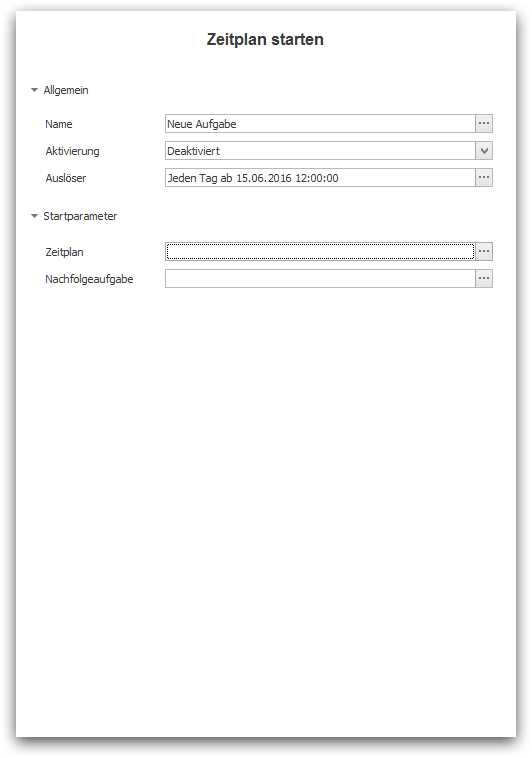 Zeitplan starten
Allgemein
Name Neue Aufgabe
Aktivierung Deaktiviert
Auslöser Jeden Tag ab 15.06.2016 12:00:00
Startparameter
Zeitplan
Nachfolgeaufgabe